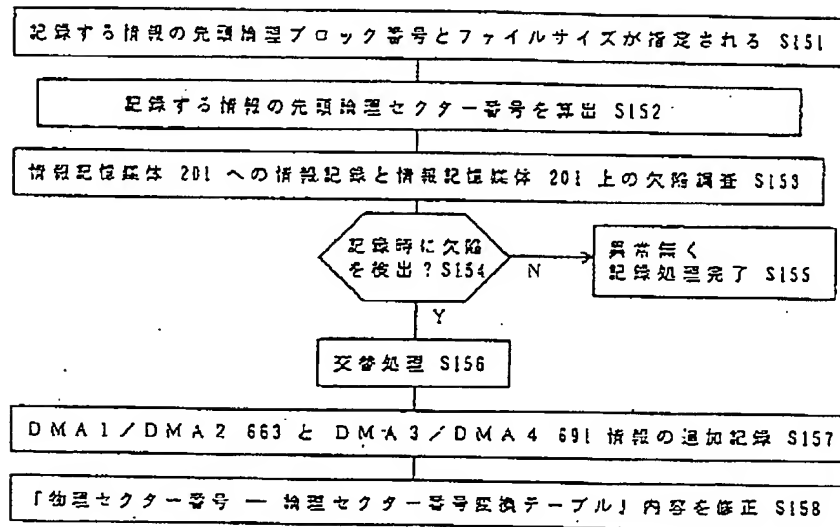 記録する情報の先頭論理ブロック番号とファイルサイズが指定される S151
記録する情報の先頭論理セクター番号を算出 S152
情報記憶媒体 201 への情報記録と情報記憶媒体 201 上の欠陥調査 S153
記録時に欠陥
を検出?S154
N
異常無く
記録処理完了 S155
Y
交替処理 S156
DMA1/DMA2 663 と DMA3/DMA4 691 情報の追加記録 S157
「物理セクター番号 ― 論理セクター番号変換テーブル」内容を修正 S158